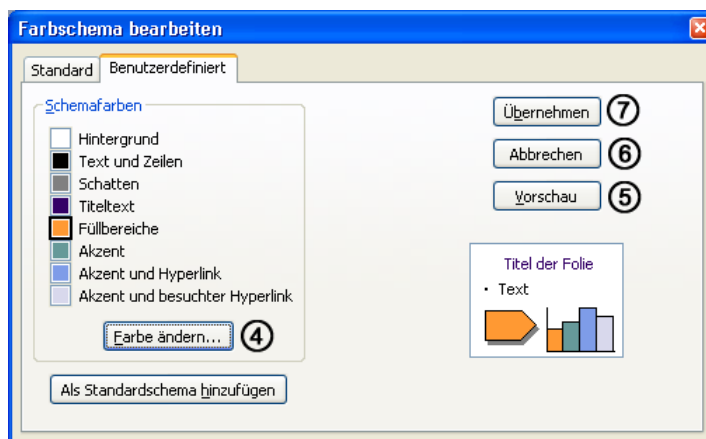 Farbschema bearbeiten
Standard
Benutzerdefiniert
Schemafarben
Hintergrund
Text und Zeilen
Schatten
Titeltext
Füllbereiche
Akzent
Akzent und Hyperlink
Akzent und besuchter Hyperlink
Farbe ändern... 4
Als Standardschema hinzufügen
Übernehmen 7
Abbrechen 6
Vorschau 5
Titel der Folie
• Text